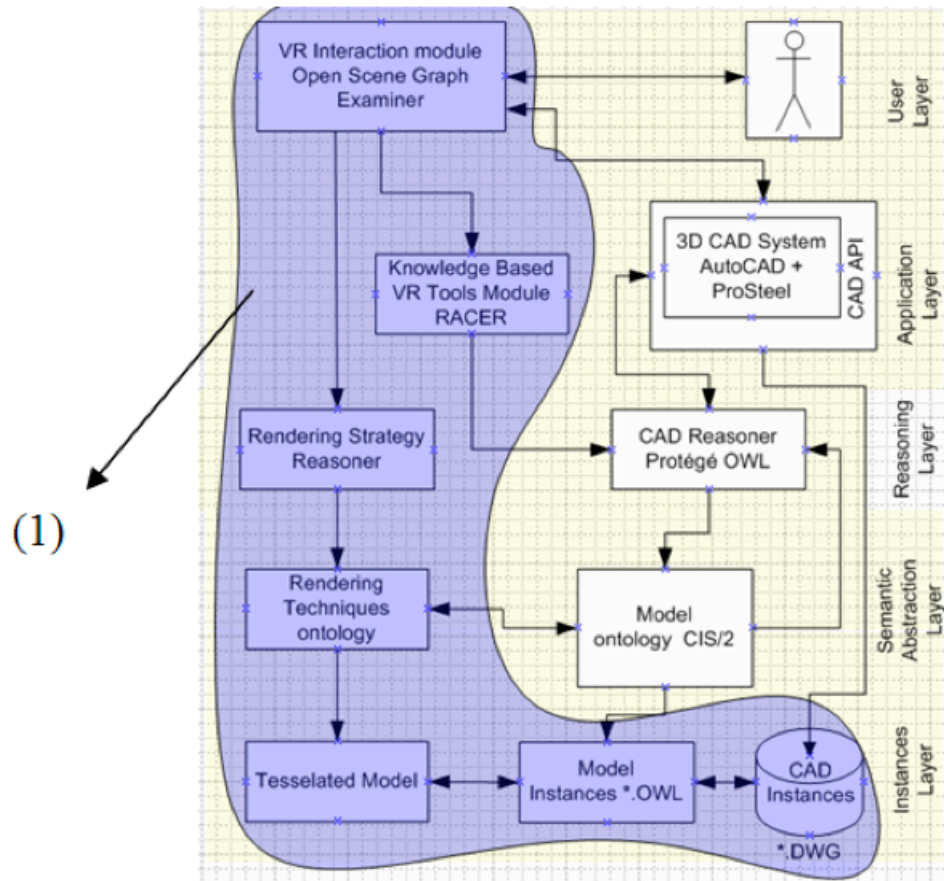 VR Interaction module
Open Scene Graph
Examiner
User
Layer
3D CAD System
AutoCAD +
ProSteel
CAD API
Application
Layer
Knowledge Based
VR Tools Module
RACER
(1)
Rendering Strategy
Reasoner
CAD Reasoner
Protégé OWL
Reasoning
Layer
Rendering
Techniques
ontology
Model
ontology CIS/2
Semantic
Abstraction
Layer
Tesselated Model
Model
Instances *.OWL
CAD
Instances
*.DWG
Instances
Layer